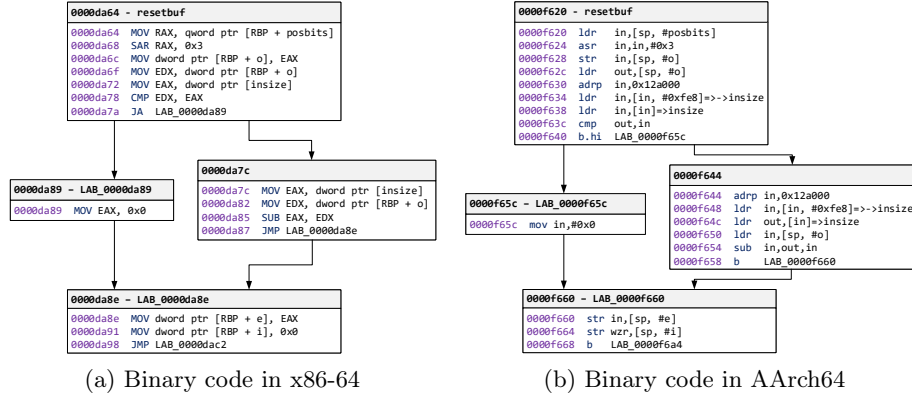 0000da64 - resetbuf
0000da64 MOV RAX, qword ptr [RBP + posbits]
0000da68 SAR RAX, 0x3
0000da6c MOV dword ptr [RBP + o], EAX
0000da6f MOV EDX, dword ptr [RBP + o]
0000da72 MOV EAX, dword ptr [insize]
0000da78 CMP EDX, EAX
0000da7a JA LAB_0000da89
0000da89 – LAB_0000da89
0000da89 MOV EAX, 0x0
0000da7c
0000da7c MOV EAX, dword ptr [insize]
0000da82 MOV EDX, dword ptr [RBP + o]
0000da85 SUB EAX, EDX
0000da87 JMP LAB_0000da8e
0000da8e – LAB_0000da8e
0000da8e MOV dword ptr [RBP + e], EAX
0000da91 MOV dword ptr [RBP + i], 0x0
0000da98 JMP LAB_0000dac2
(a) Binary code in x86-64
0000f620 - resetbuf
0000f620 ldr in,[sp, #posbits]
0000f624 asr in,in,#0x3
0000f628 str in,[sp, #o]
0000f62c ldr out,[sp, #o]
0000f630 adrp in,0x12a000
0000f634 ldr in,[in, #0xfe8]=>->insize
0000f638 ldr in,[in]=>insize
0000f63c cmp out,in
0000f640 b.hi LAB_0000f65c
0000f65c – LAB_0000f65c
0000f65c mov in,#0x0
0000f644
0000f644 adrp in,0x12a000
0000f648 ldr in,[in, #0xfe8]=>->insize
0000f64c ldr out,[in]=>insize
0000f650 ldr in,[sp, #o]
0000f654 sub in,out,in
0000f658 b LAB_0000f660
0000f660 – LAB_0000f660
0000f660 str in,[sp, #e]
0000f664 str wzr,[sp, #i]
0000f668 b LAB_0000f6a4
(b) Binary code in AArch64